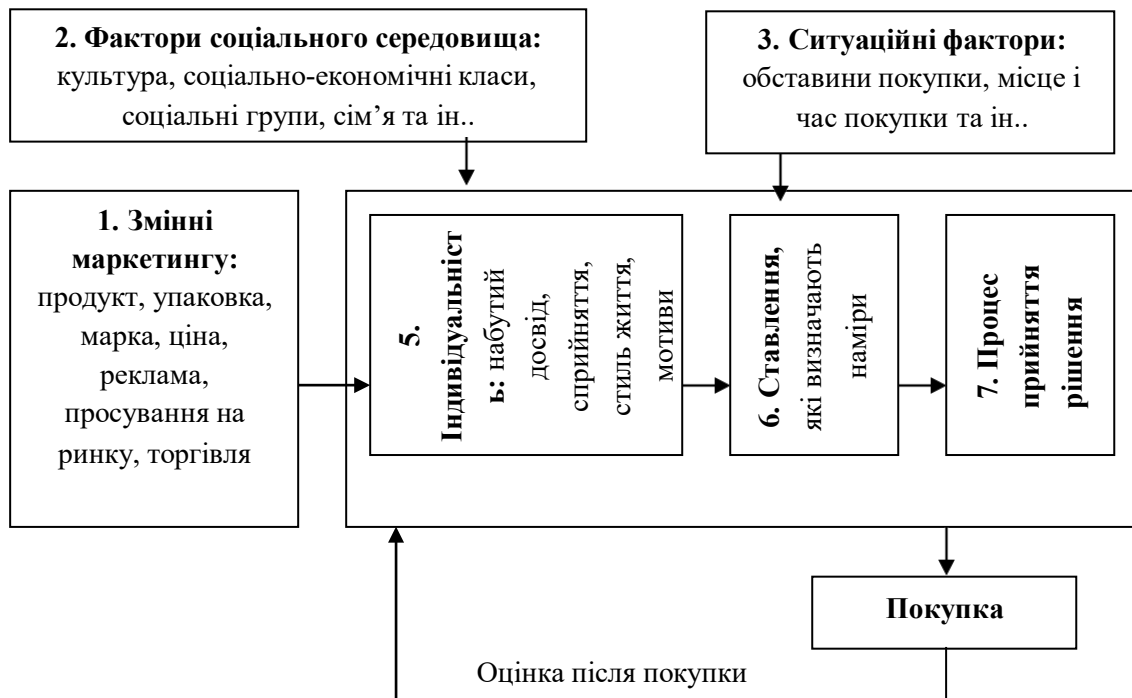 2. Фактори соціального середовища:
культура, соціально-економічні класи,
соціальні групи, сім’я та ін..
3. Ситуаційні фактори:
обставини покупки, місце і
час покупки та ін..
1. Змінні
маркетингу:
продукт, упаковка,
марка, ціна,
реклама,
просування на
ринку, торгівля
5.
Індивідуальніст
ь: набутий
досвід,
сприйняття,
стиль життя,
мотиви
6. Ставлення,
які визначають
наміри
7. Процес
прийняття
рішення
Покупка
Оцінка після покупки